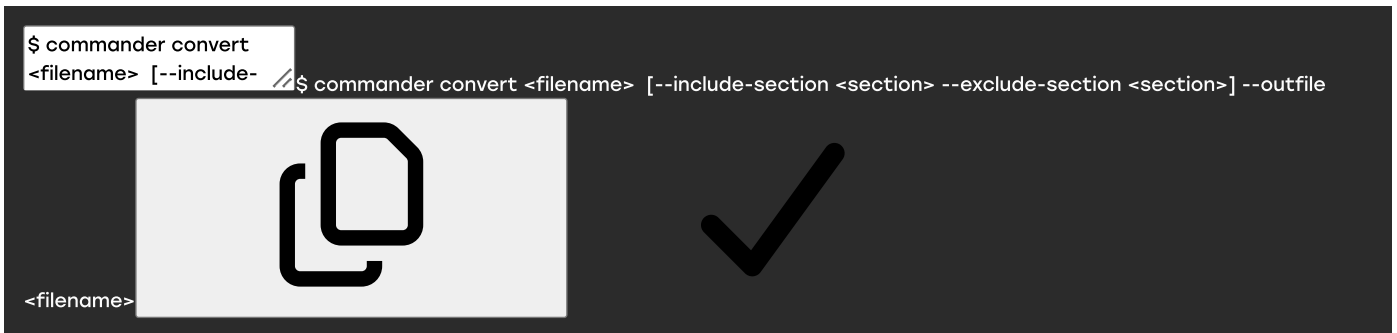 $ commander convert
<filename>  [--include-
$ commander convert <filename>  [--include-section <section> --exclude-section <section>] --outfile
<filename>